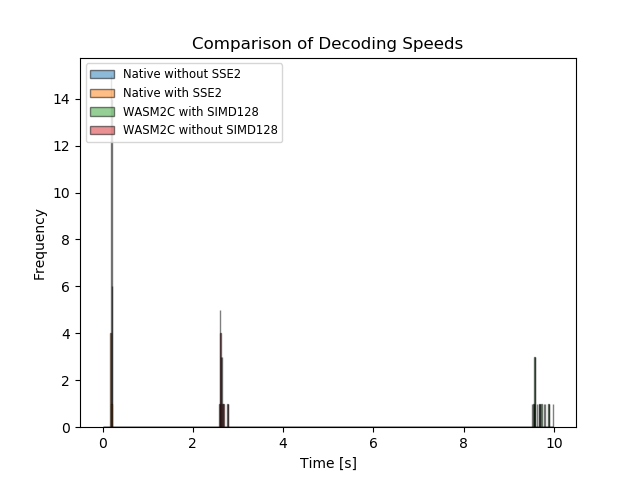 Comparison of Decoding Speeds
Native without SSE2
Native with SSE2
WASM2C with SIMD128
WASM2C without SIMD128
Frequency
14
12
10
8
6
4
2
0
0 2 4 6 8 10
Time [s]